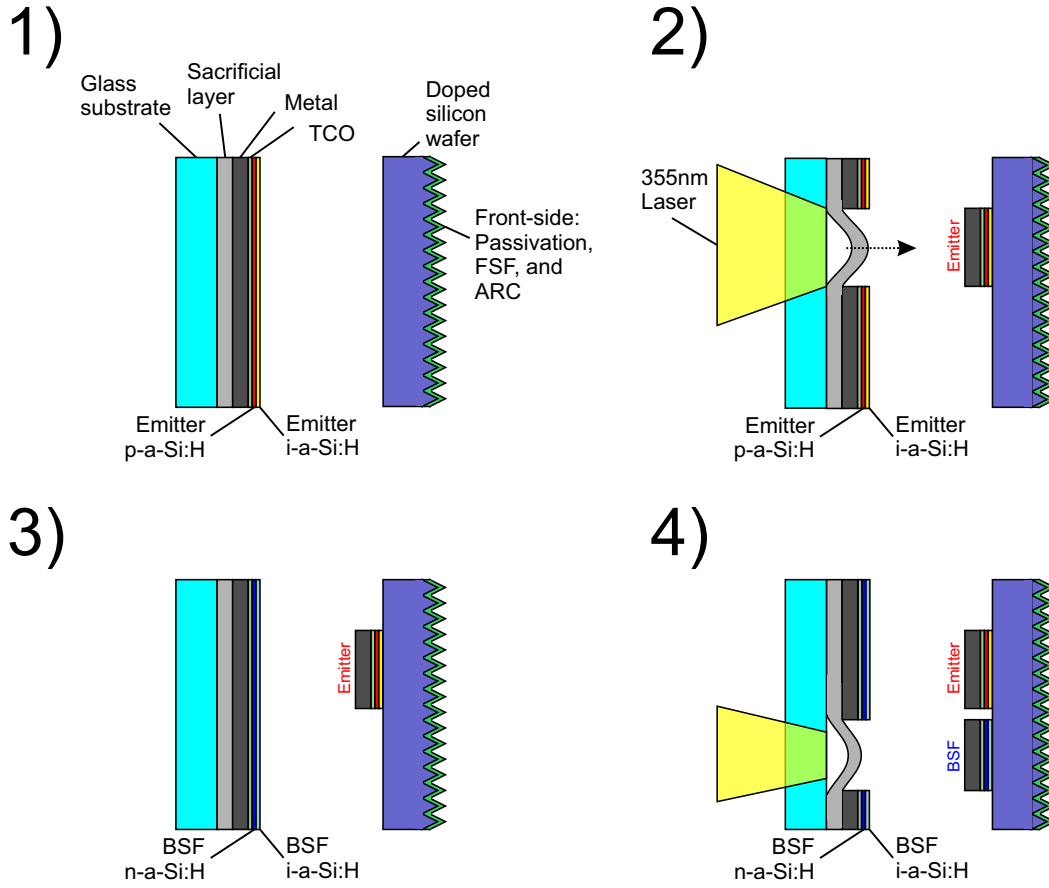 1)
Glass
substrate
Sacrificial
layer
Metal
TCO
Doped
silicon
wafer
Front-side:
Passivation,
FSF, and
ARC
Emitter
p-a-Si:H
Emitter
i-a-Si:H
2)
355nm
Laser
Emitter
Emitter
p-a-Si:H
Emitter
i-a-Si:H
3)
Emitter
BSF
n-a-Si:H
BSF
i-a-Si:H
4)
Emitter
BSF
BSF
n-a-Si:H
BSF
i-a-Si:H